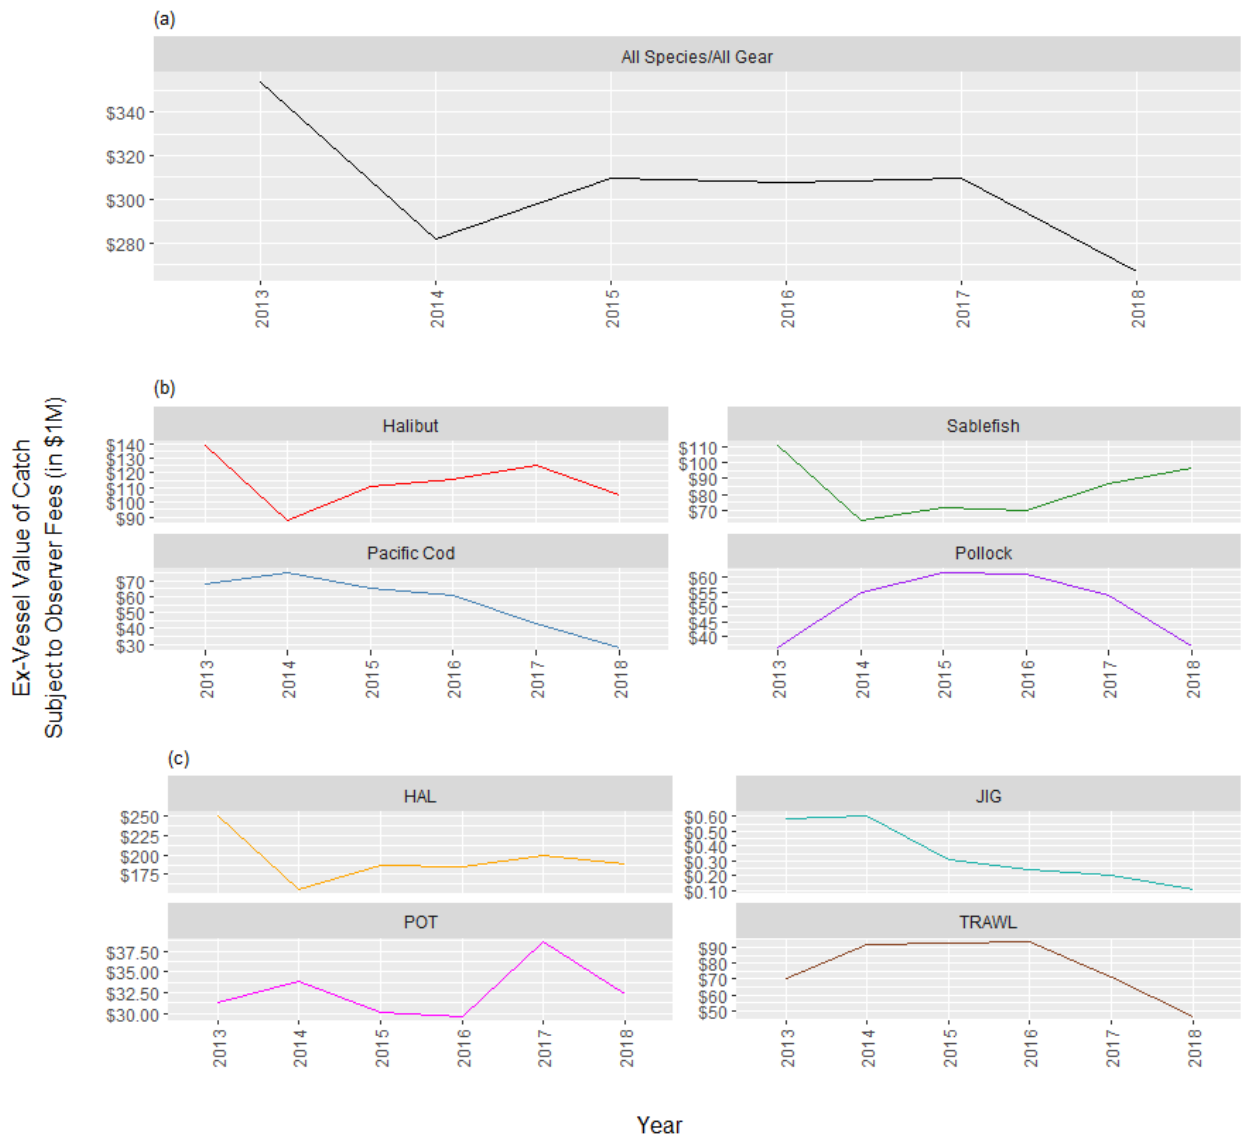 (a)
All Species/All Gear
$340
$320
$300
$280
2013 2014 2015 2016 2017 2018
Ex-Vessel Value of Catch
Subject to Observer Fees (in $1M)
(b)
Halibut
$140
$130
$120
$110
$100
$90
Sablefish
$110
$100
$90
$80
$70
Pacific Cod
$70
$60
$50
$40
$30
2013 2014 2015 2016 2017 2018
Pollock
$60
$55
$50
$45
$40
2013 2014 2015 2016 2017 2018
(c)
HAL
$250
$225
$200
$175
JIG
$0.60
$0.50
$0.40
$0.30
$0.20
$0.10
POT
$37.50
$35.00
$32.50
$30.00
2013 2014 2015 2016 2017 2018
TRAWL
$90
$80
$70
$60
$50
2013 2014 2015 2016 2017 2018
Year